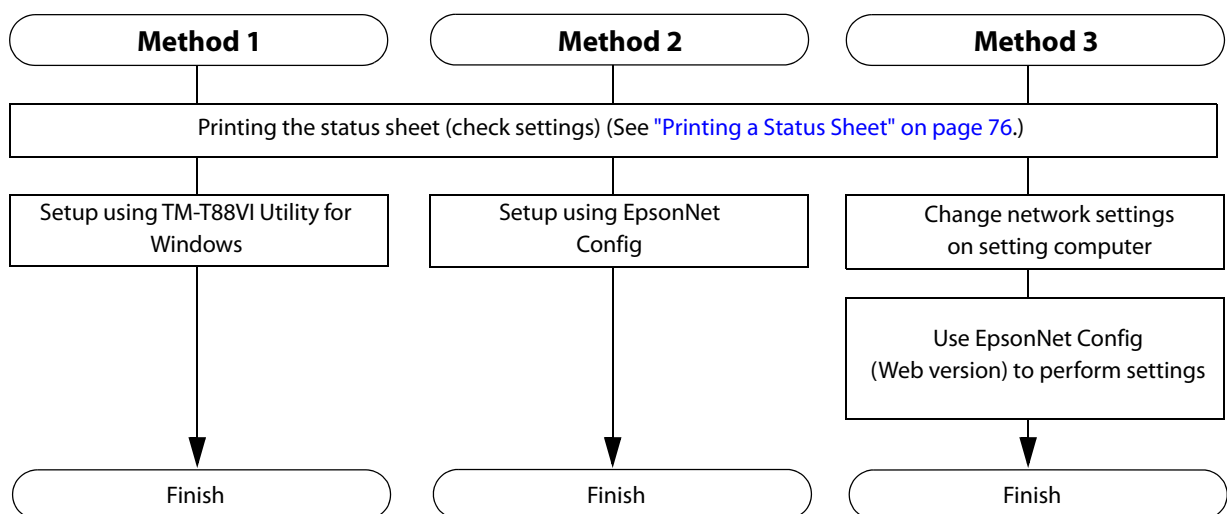 Method 1
Method 2
Method 3
Printing the status sheet (check settings) (See "Printing a Status Sheet" on page 76.)
Setup using TM-T88VI Utility for
Windows
Setup using EpsonNet
Config
Change network settings
on setting computer
Use EpsonNet Config
(Web version) to perform settings
Finish
Finish
Finish